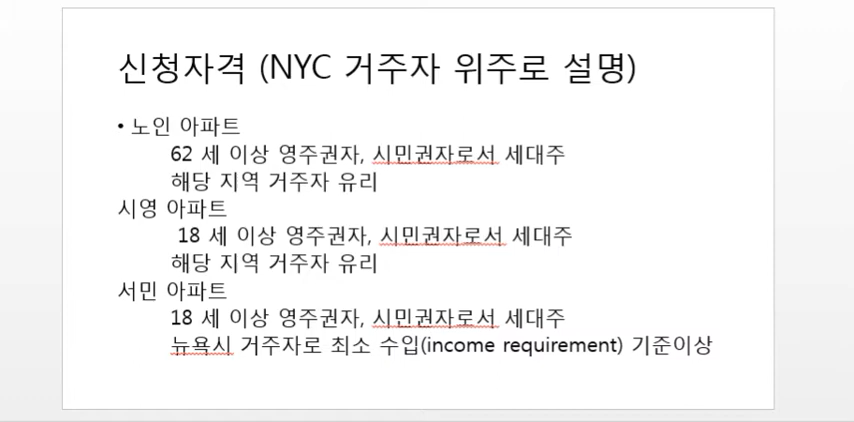 신청자격 (NYC 거주자 위주로 설명)
• 노인 아파트
62 세 이상 영주권자, 시민권자로서 세대주
해당 지역 거주자 유리
시영 아파트
18 세 이상 영주권자, 시민권자로서 세대주
해당 지역 거주자 유리
서민 아파트
18 세 이상 영주권자, 시민권자로서 세대주
뉴욕시 거주자로 최소 수입(income requirement) 기준이상